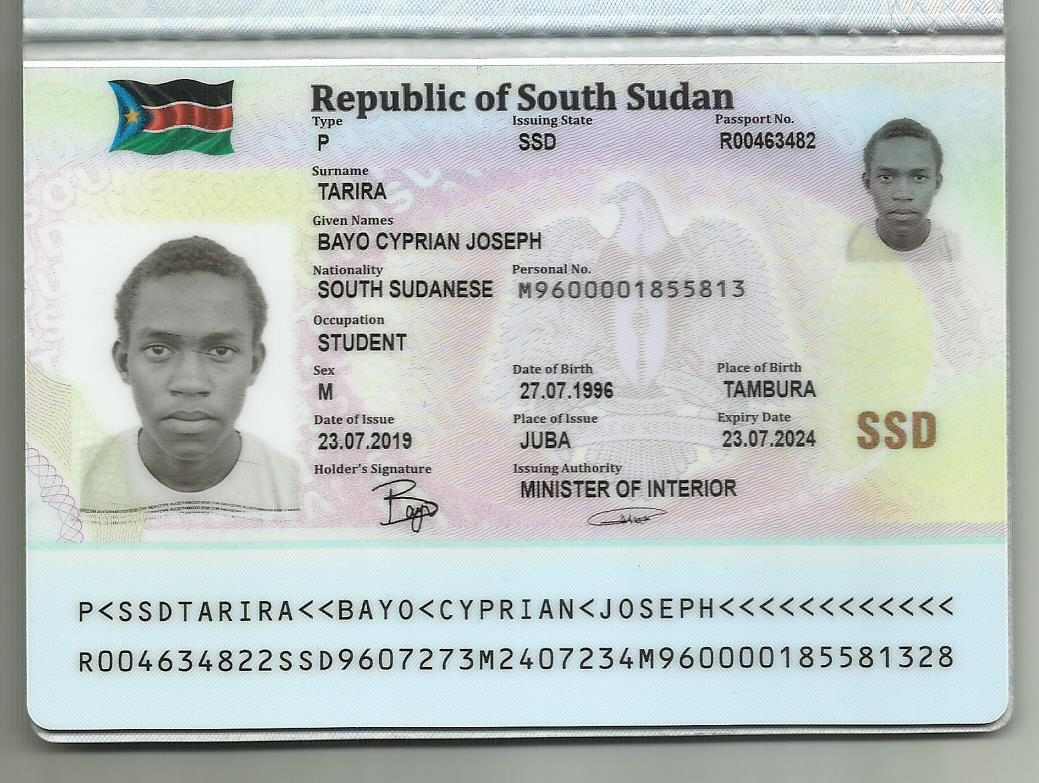 Republic of South Sudan
Type Issuing State Passport No.
P SSD R00463482
Surname
TARIRA
Given Names
BAYO CYPRIAN JOSEPH
Nationality Personal No.
SOUTH SUDANESE M9600001855813
Occupation
STUDENT
Sex Date of Birth Place of Birth
M 27.07.1996 TAMBURA
Date of Issue Place of Issue Expiry Date
23.07.2019 JUBA 23.07.2024
SSD
Holder's Signature Issuing Authority
MINISTER OF INTERIOR
Bayo
P<SSDTARIRA<<BAYO<CYPRIAN<JOSEPH<<<<<<<<<<<<
R004634822SSD9607273M2407234M960000185581328